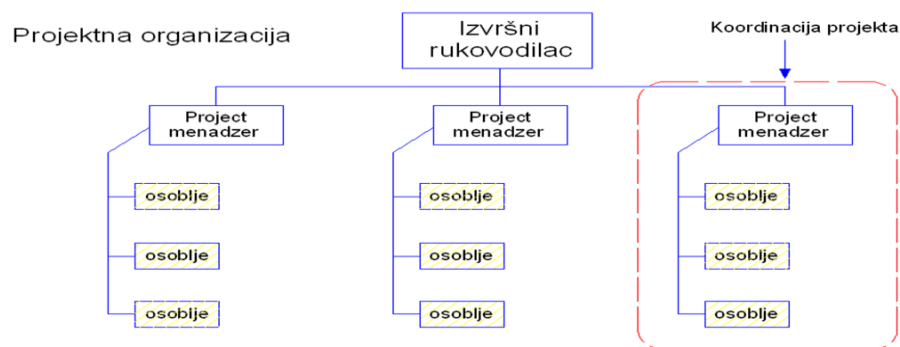 Projektna organizacija
Izvršni
rukovodilac
Koordinacija projekta
Project
menadzer
Project
menadzer
Project
menadzer
osoblje
osoblje
osoblje
osoblje
osoblje
osoblje
osoblje
osoblje
osoblje